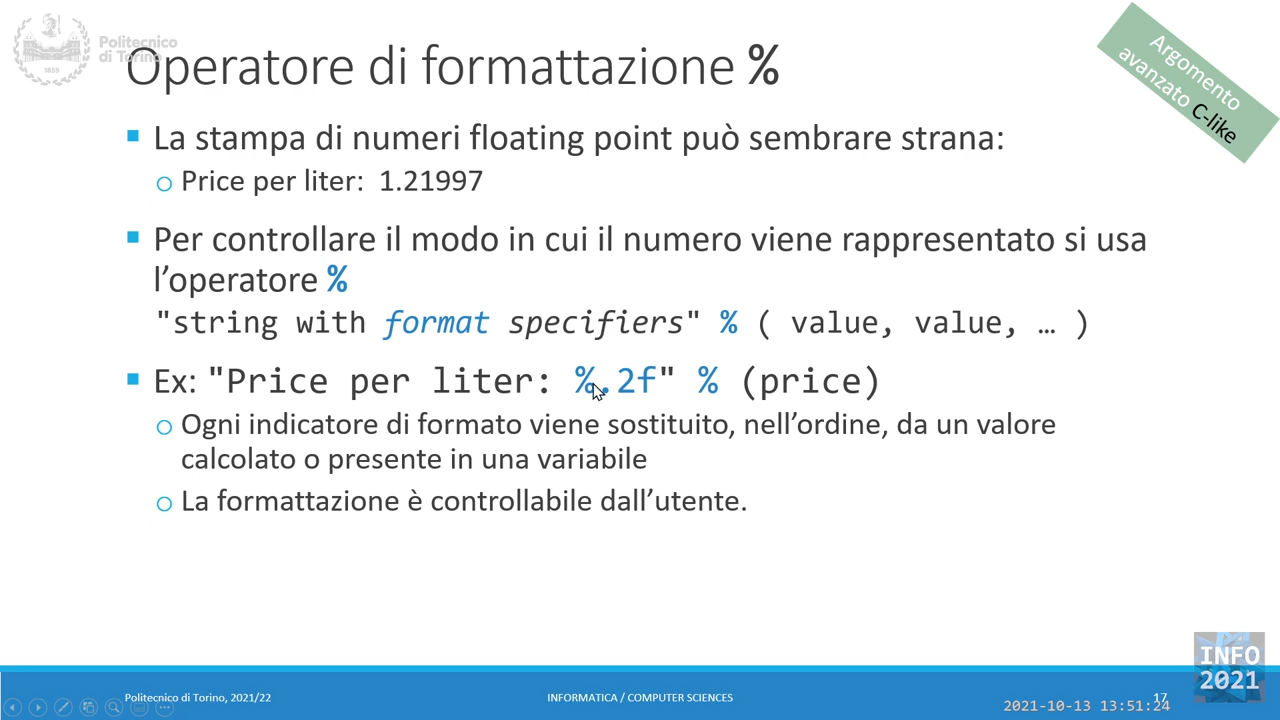 Politecnico
di Torino
1859
Operatore di formattazione %
Argomento
avanzato C-like
La stampa di numeri floating point può sembrare strana:
Price per liter: 1.21997
Per controllare il modo in cui il numero viene rappresentato si usa
l’operatore %
"string with format specifiers" % ( value, value, … )
Ex: "Price per liter: %.2f" % (price)
Ogni indicatore di formato viene sostituito, nell’ordine, da un valore
calcolato o presente in una variabile
La formattazione è controllabile dall’utente.
INFO
2021
Politecnico di Torino, 2021/22
INFORMATICA / COMPUTER SCIENCES
17
2021-10-13 13:51:24